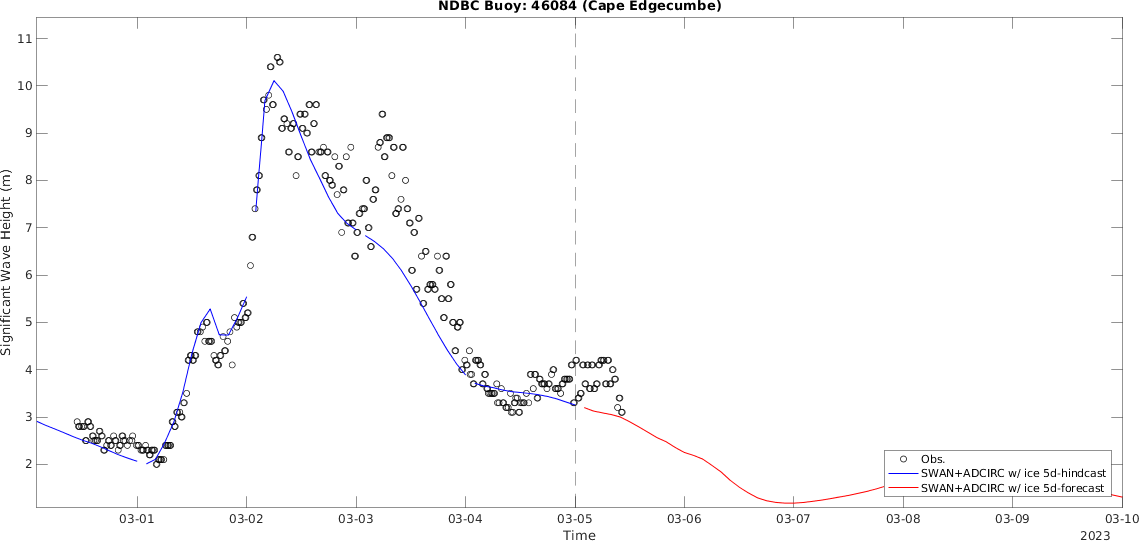 NDBC Buoy: 46084 (Cape Edgecumbe)
11
10
9
8
7
6
5
4
3
2
Significant Wave Height (m)
Obs.
SWAN+ADCIRC w/ ice 5d-hindcast
SWAN+ADCIRC w/ ice 5d-forecast
03-01 03-02 03-03 03-04 03-05 03-06 03-07 03-08 03-09 03-10
Time
2023